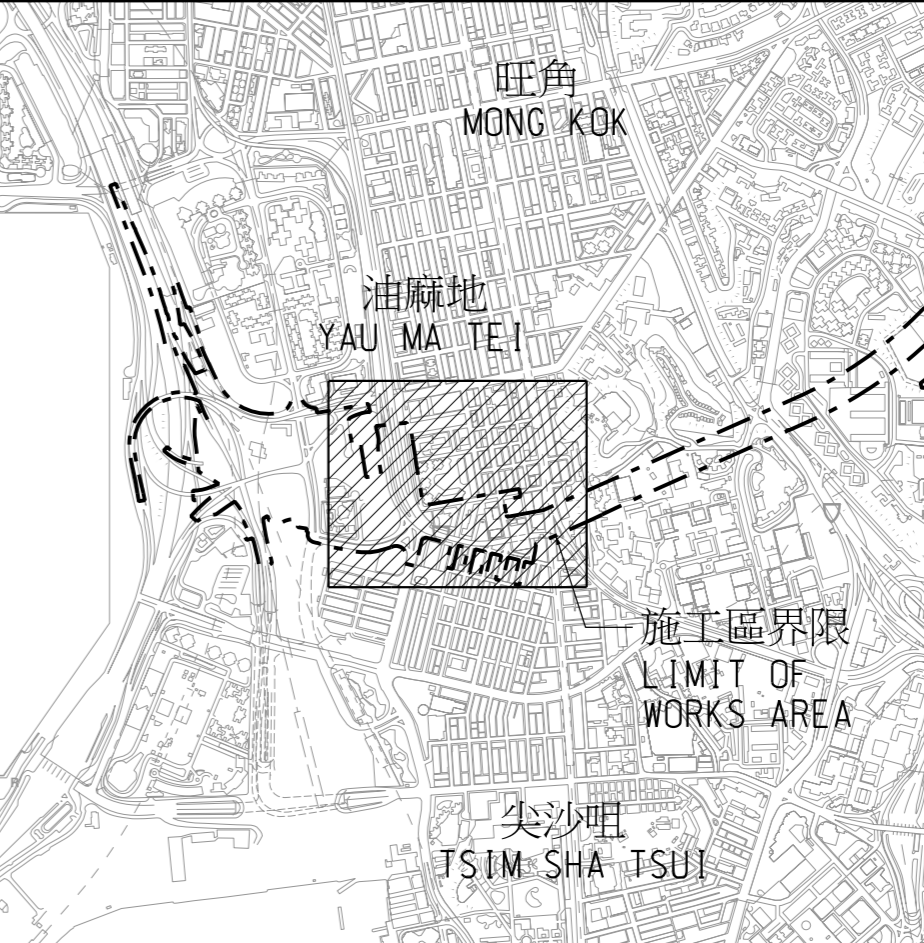 旺角
MONG KOK
油麻地
YAU MA TEI
施工區界限
LIMIT OF
WORKS AREA
尖沙咀
TSIM SHA TSUI